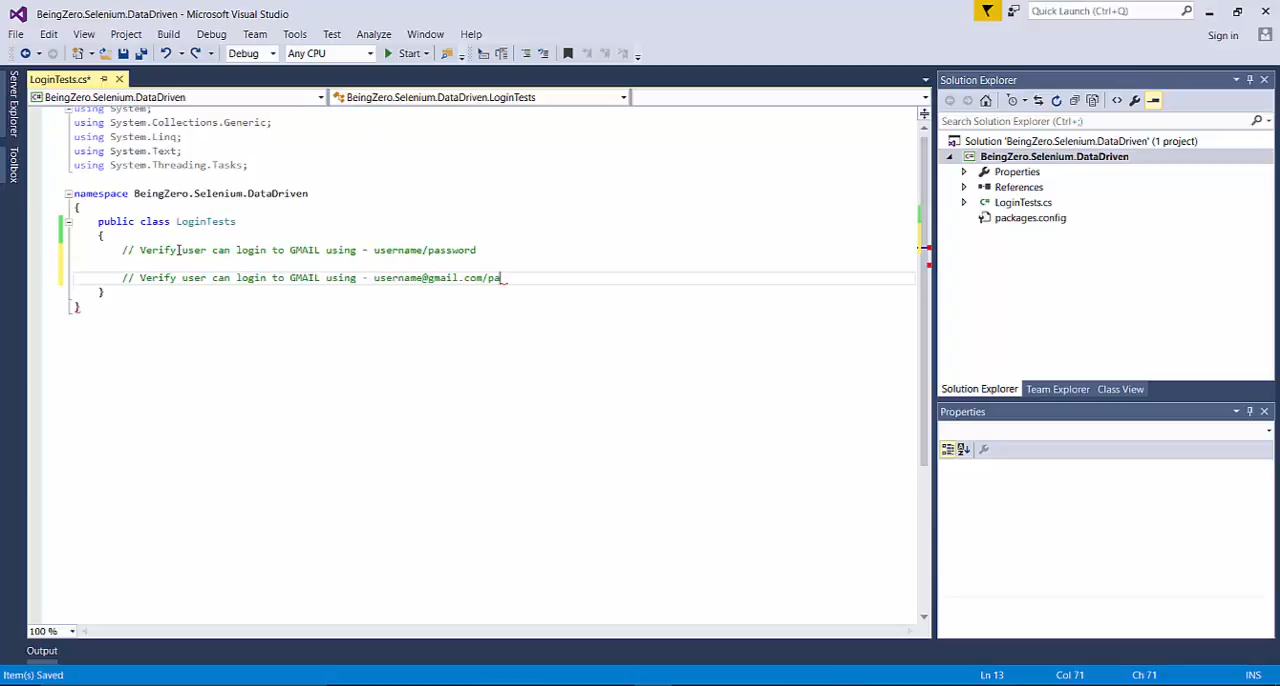 BeingZero.Selenium.DataDriven - Microsoft Visual Studio
Quick Launch (Ctrl+Q)
File Edit View Project Build Debug Team Tools Test Analyze Window Help
Sign in
Debug Any CPU Start
Server Explorer
Toolbox
LoginTests.cs*
BeingZero.Selenium.DataDriven BeingZero.Selenium.DataDriven.LoginTests
using System;
using System.Collections.Generic;
using System.Linq;
using System.Text;
using System.Threading.Tasks;
namespace BeingZero.Selenium.DataDriven
{
public class LoginTests
{
// Verify user can login to GMAIL using - username/password
// Verify user can login to GMAIL using - username@gmail.com/pa
}
}
100 %
Solution Explorer
Search Solution Explorer (Ctrl+;)
Solution 'BeingZero.Selenium.DataDriven' (1 project)
BeingZero.Selenium.DataDriven
Properties
References
LoginTests.cs
packages.config
Solution Explorer Team Explorer Class View
Properties
Output
Item(s) Saved Ln 13 Col 71 Ch 71 INS